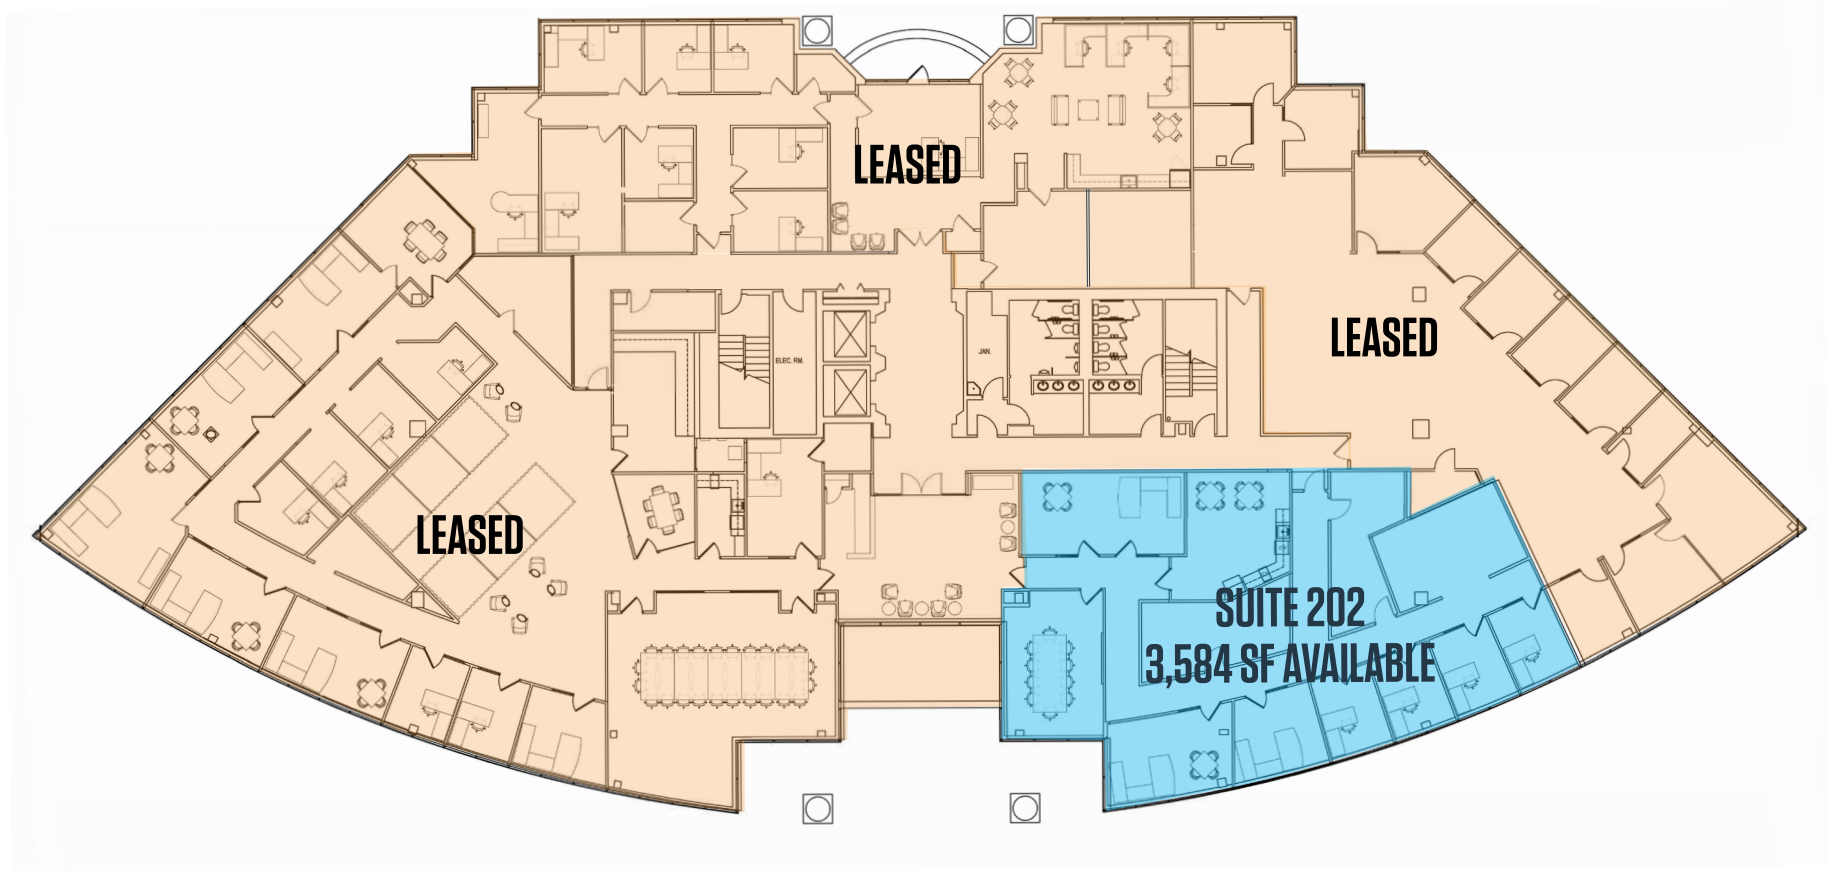 LEASED
LEASED
ELEC. RM.
JAN.
LEASED
SUITE 202
3,584 SF AVAILABLE